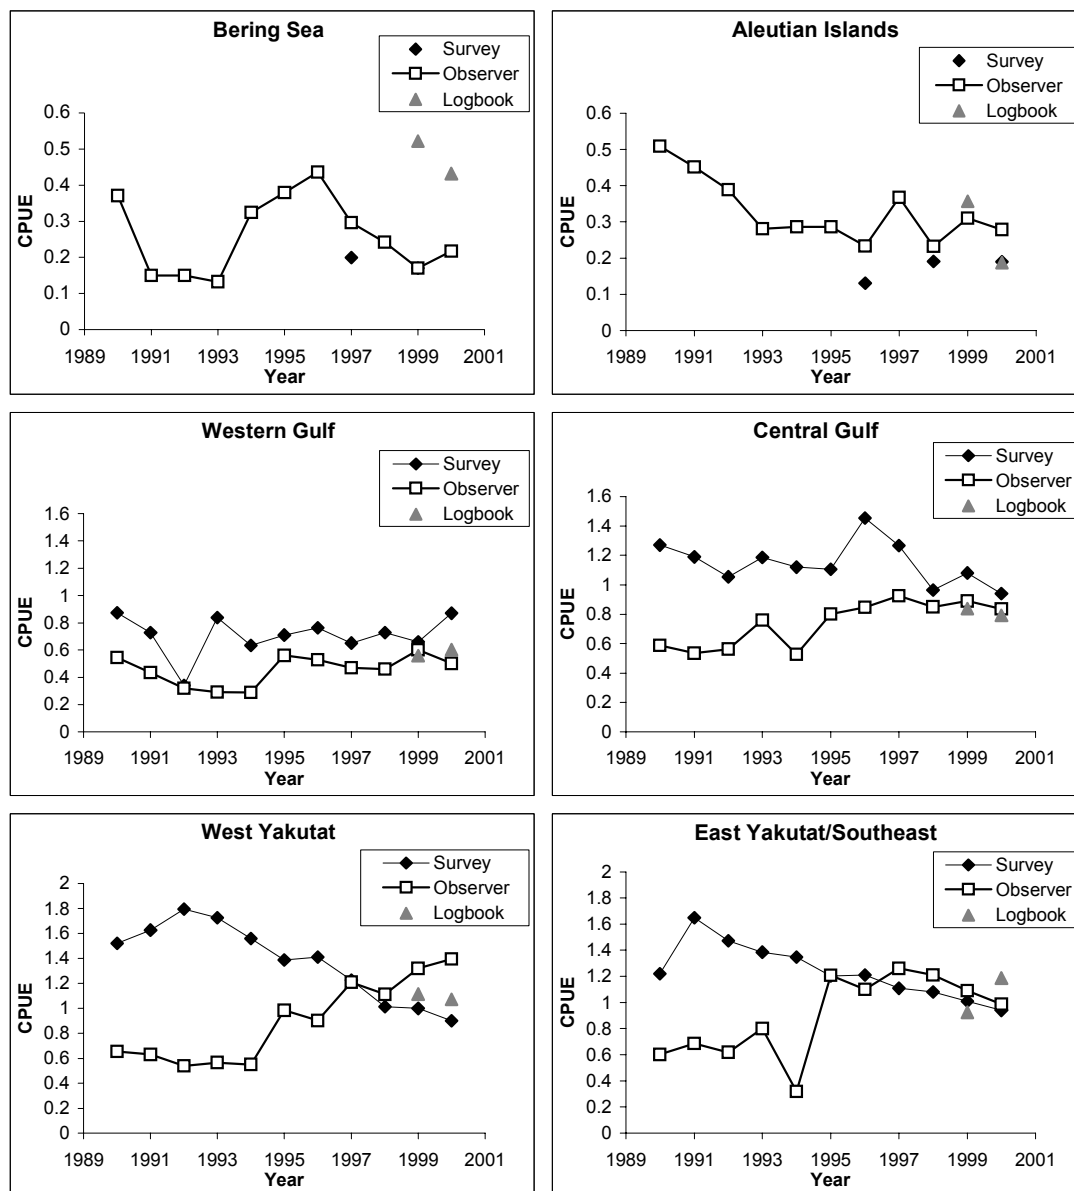 Bering Sea
Survey
Observer
Logbook
0.6
0.5
0.4
0.3
0.2
0.1
0
CPUE
1989 1991 1993 1995 1997 1999 2001
Year
Aleutian Islands
Survey
Observer
Logbook
0.6
0.5
0.4
0.3
0.2
0.1
0
CPUE
1989 1991 1993 1995 1997 1999 2001
Year
Western Gulf
Survey
Observer
Logbook
1.6
1.4
1.2
1
0.8
0.6
0.4
0.2
0
CPUE
1989 1991 1993 1995 1997 1999 2001
Year
Central Gulf
Survey
Observer
Logbook
1.6
1.4
1.2
1
0.8
0.6
0.4
0.2
0
CPUE
1989 1991 1993 1995 1997 1999 2001
Year
West Yakutat
Survey
Observer
Logbook
2
1.8
1.6
1.4
1.2
1
0.8
0.6
0.4
0.2
0
CPUE
1989 1991 1993 1995 1997 1999 2001
Year
East Yakutat/Southeast
Survey
Observer
Logbook
2
1.8
1.6
1.4
1.2
1
0.8
0.6
0.4
0.2
0
CPUE
1989 1991 1993 1995 1997 1999 2001
Year